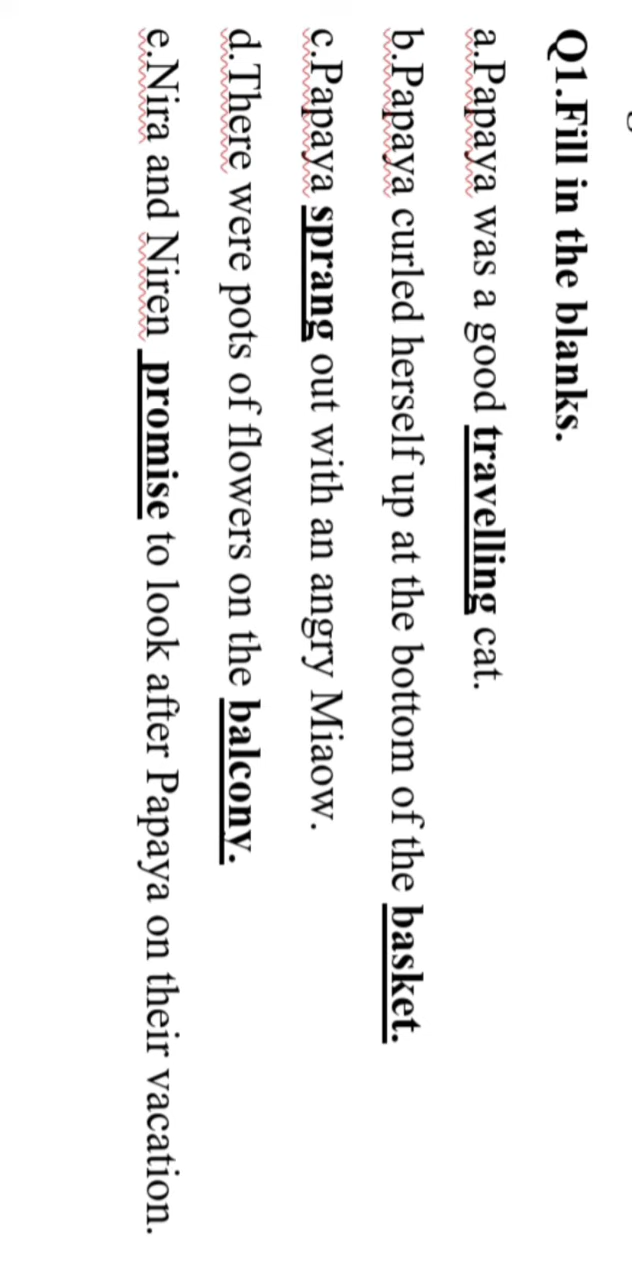 Q1.Fill in the blanks.
a.Papaya was a good travelling cat.
b.Papaya curled herself up at the bottom of the basket.
c.Papaya sprang out with an angry Miaow.
d.There were pots of flowers on the balcony.
e.Nira and Niren promise to look after Papaya on their vacation.